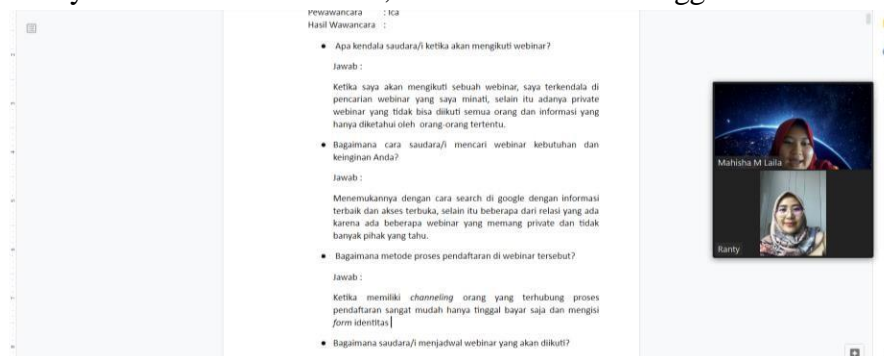 Pewawancara : Ica
Hasil Wawancara :
• Apa kendala saudara/i ketika akan mengikuti webinar?
Jawab :
Ketika saya akan mengikuti sebuah webinar, saya terkendala di
pencarian webinar yang saya minati, selain itu adanya private
webinar yang tidak bisa diikuti semua orang dan informasi yang
hanya diketahui oleh orang-orang tertentu.
• Bagaimana cara saudara/i mencari webinar kebutuhan dan
keinginan Anda?
Jawab :
Menemukannya dengan cara search di google dengan informasi
terbaik dan akses terbuka, selain itu beberapa dari relasi yang ada
karena ada beberapa webinar yang memang private dan tidak
banyak pihak yang tahu.
• Bagaimana metode proses pendaftaran di webinar tersebut?
Jawab :
Ketika memiliki channeling orang yang terhubung proses
pendaftaran sangat mudah hanya tinggal bayar saja dan mengisi
form identitas
• Bagaimana saudara/i menjadwal webinar yang akan diikuti?
Mahisha M Laila
Ranty